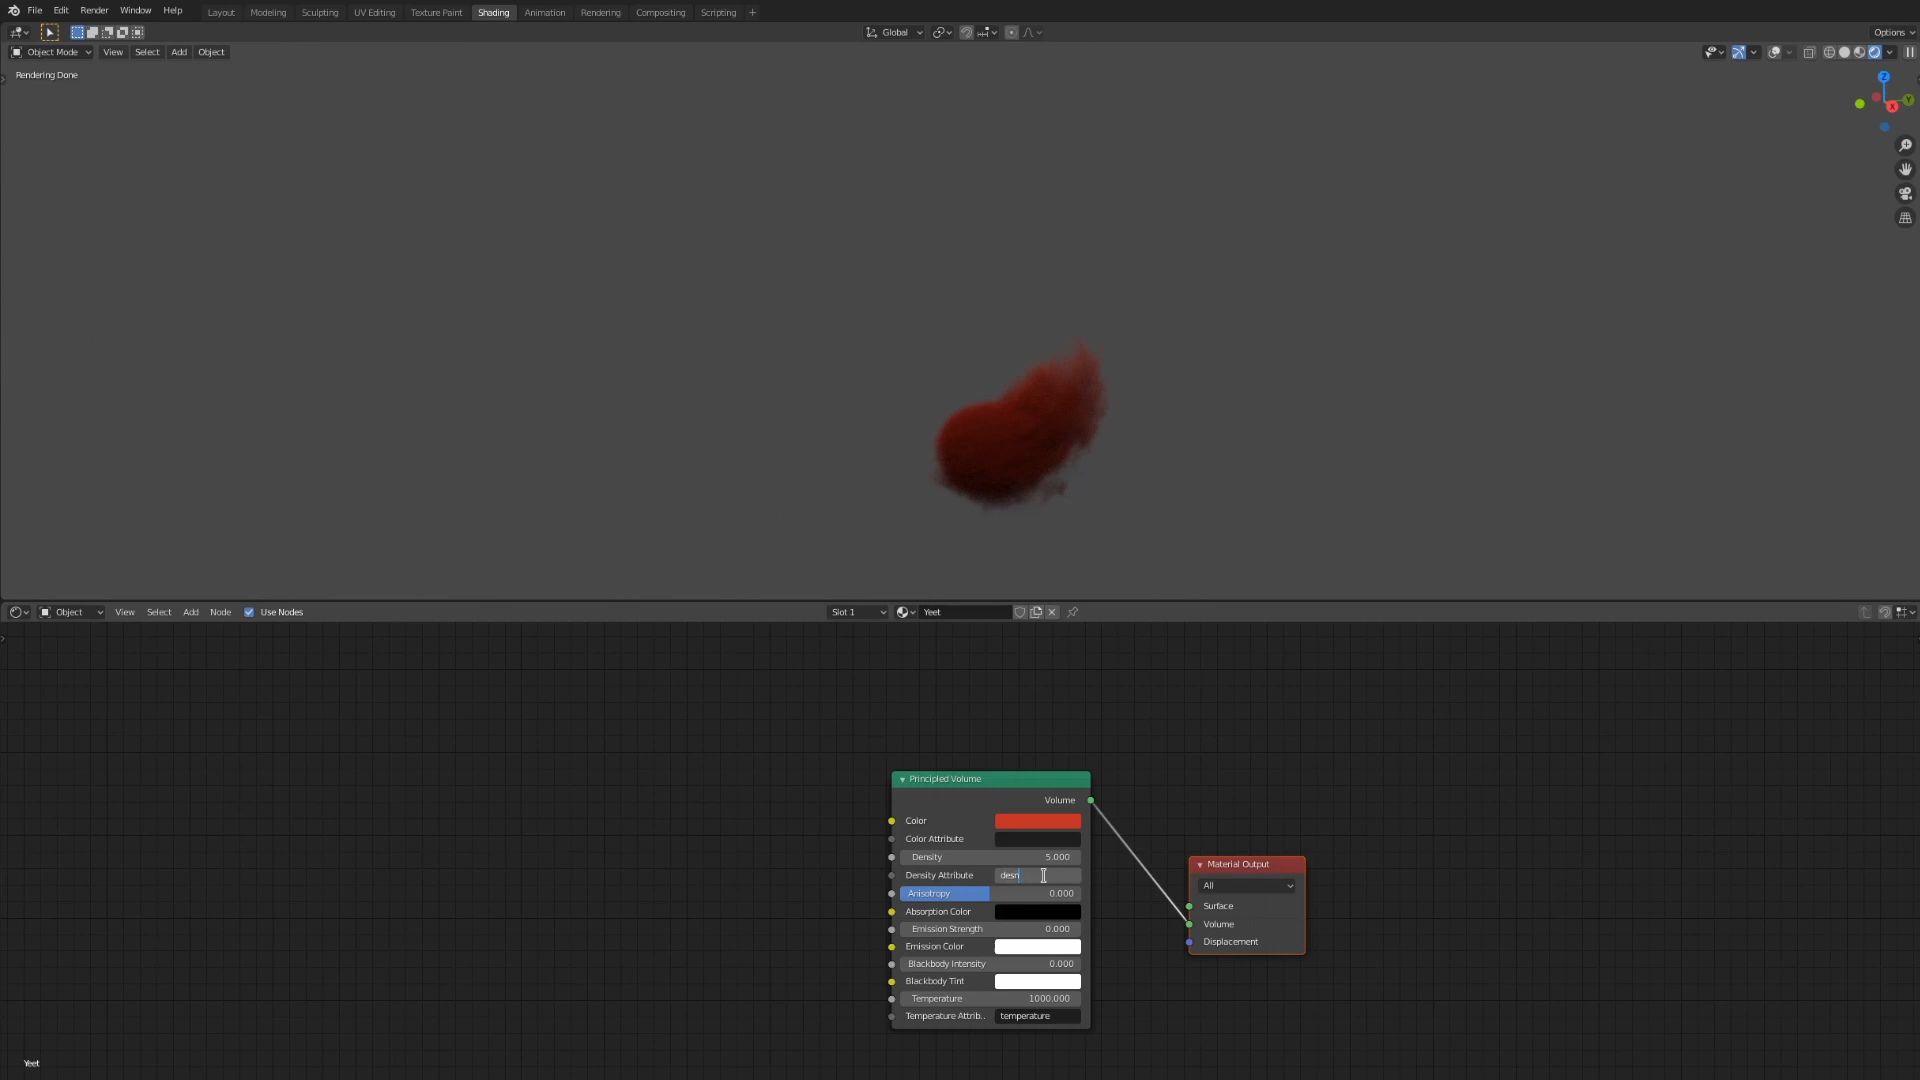 File Edit Render Window Help Layout Modeling Sculpting UV Editing Texture Paint Shading Animation Rendering Compositing Scripting +
Global Options
Object Mode View Select Add Object
Rendering Done
Z
Y
X
Object View Select Add Node Use Nodes Slot 1 Yeet
Principled Volume
Volume
Color
Color Attribute
Density 5.000
Density Attribute desn
Anisotropy 0.000
Absorption Color
Emission Strength 0.000
Emission Color
Blackbody Intensity 0.000
Blackbody Tint
Temperature 1000.000
Temperature Attrib.. temperature
Material Output
All
Surface
Volume
Displacement
Yeet